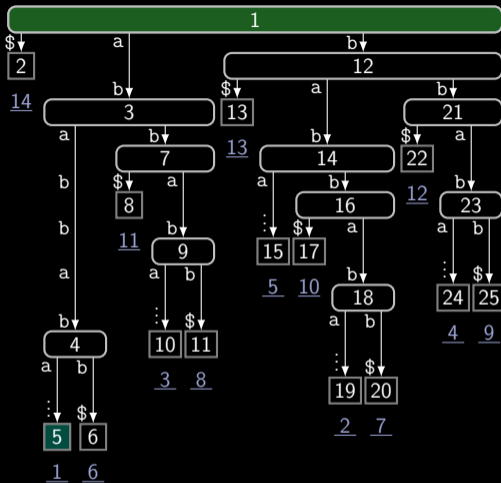 1
$ a b
2 12
14 b $ a b
3 13 21
a b b 13 $ a
7 14 22
b $ a a b 12 b
8 16 23
b 11 b ⋮ $ a a b
9 15 17 ⋮ $
a a b 5 10 b 24 25
b ⋮ $ 18 4 9
4 10 11 a b
a b 3 8 ⋮ $
⋮ $ 19 20
5 6 2 7
1 6